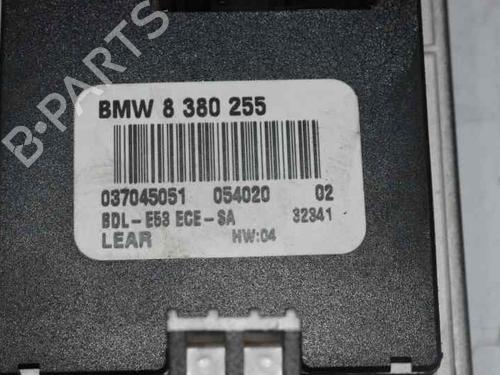 B·PARTS
BMW 8 380 255
037045051 054020 02
BDL-E53 ECE-SA 32341
LEAR HW:04